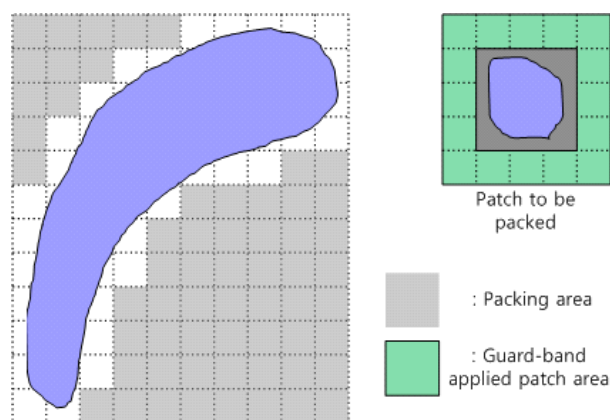 Patch to be
packed
: Packing area
: Guard-band
applied patch area